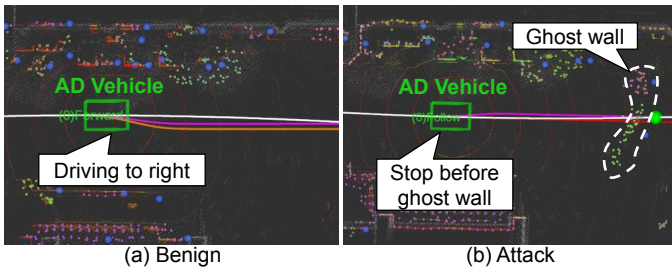 AD Vehicle
(0)Forward
Driving to right
(a) Benign
Ghost wall
AD Vehicle
(0)Follow
Stop before
ghost wall
(b) Attack